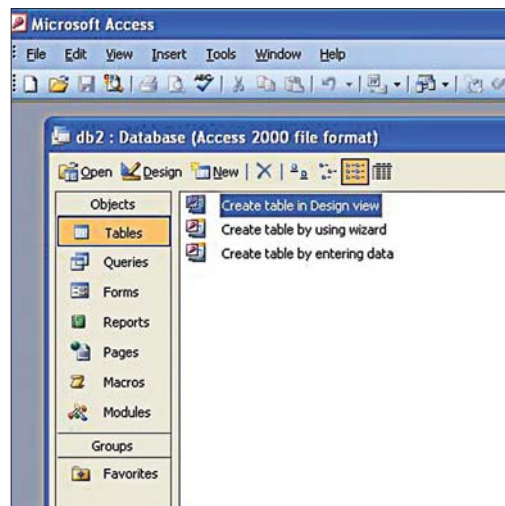 Microsoft Access
File Edit View Insert Tools Window Help
db2 : Database (Access 2000 file format)
Open Design New
Objects
Tables
Queries
Forms
Reports
Pages
Macros
Modules
Groups
Favorites
Create table in Design view
Create table by using wizard
Create table by entering data